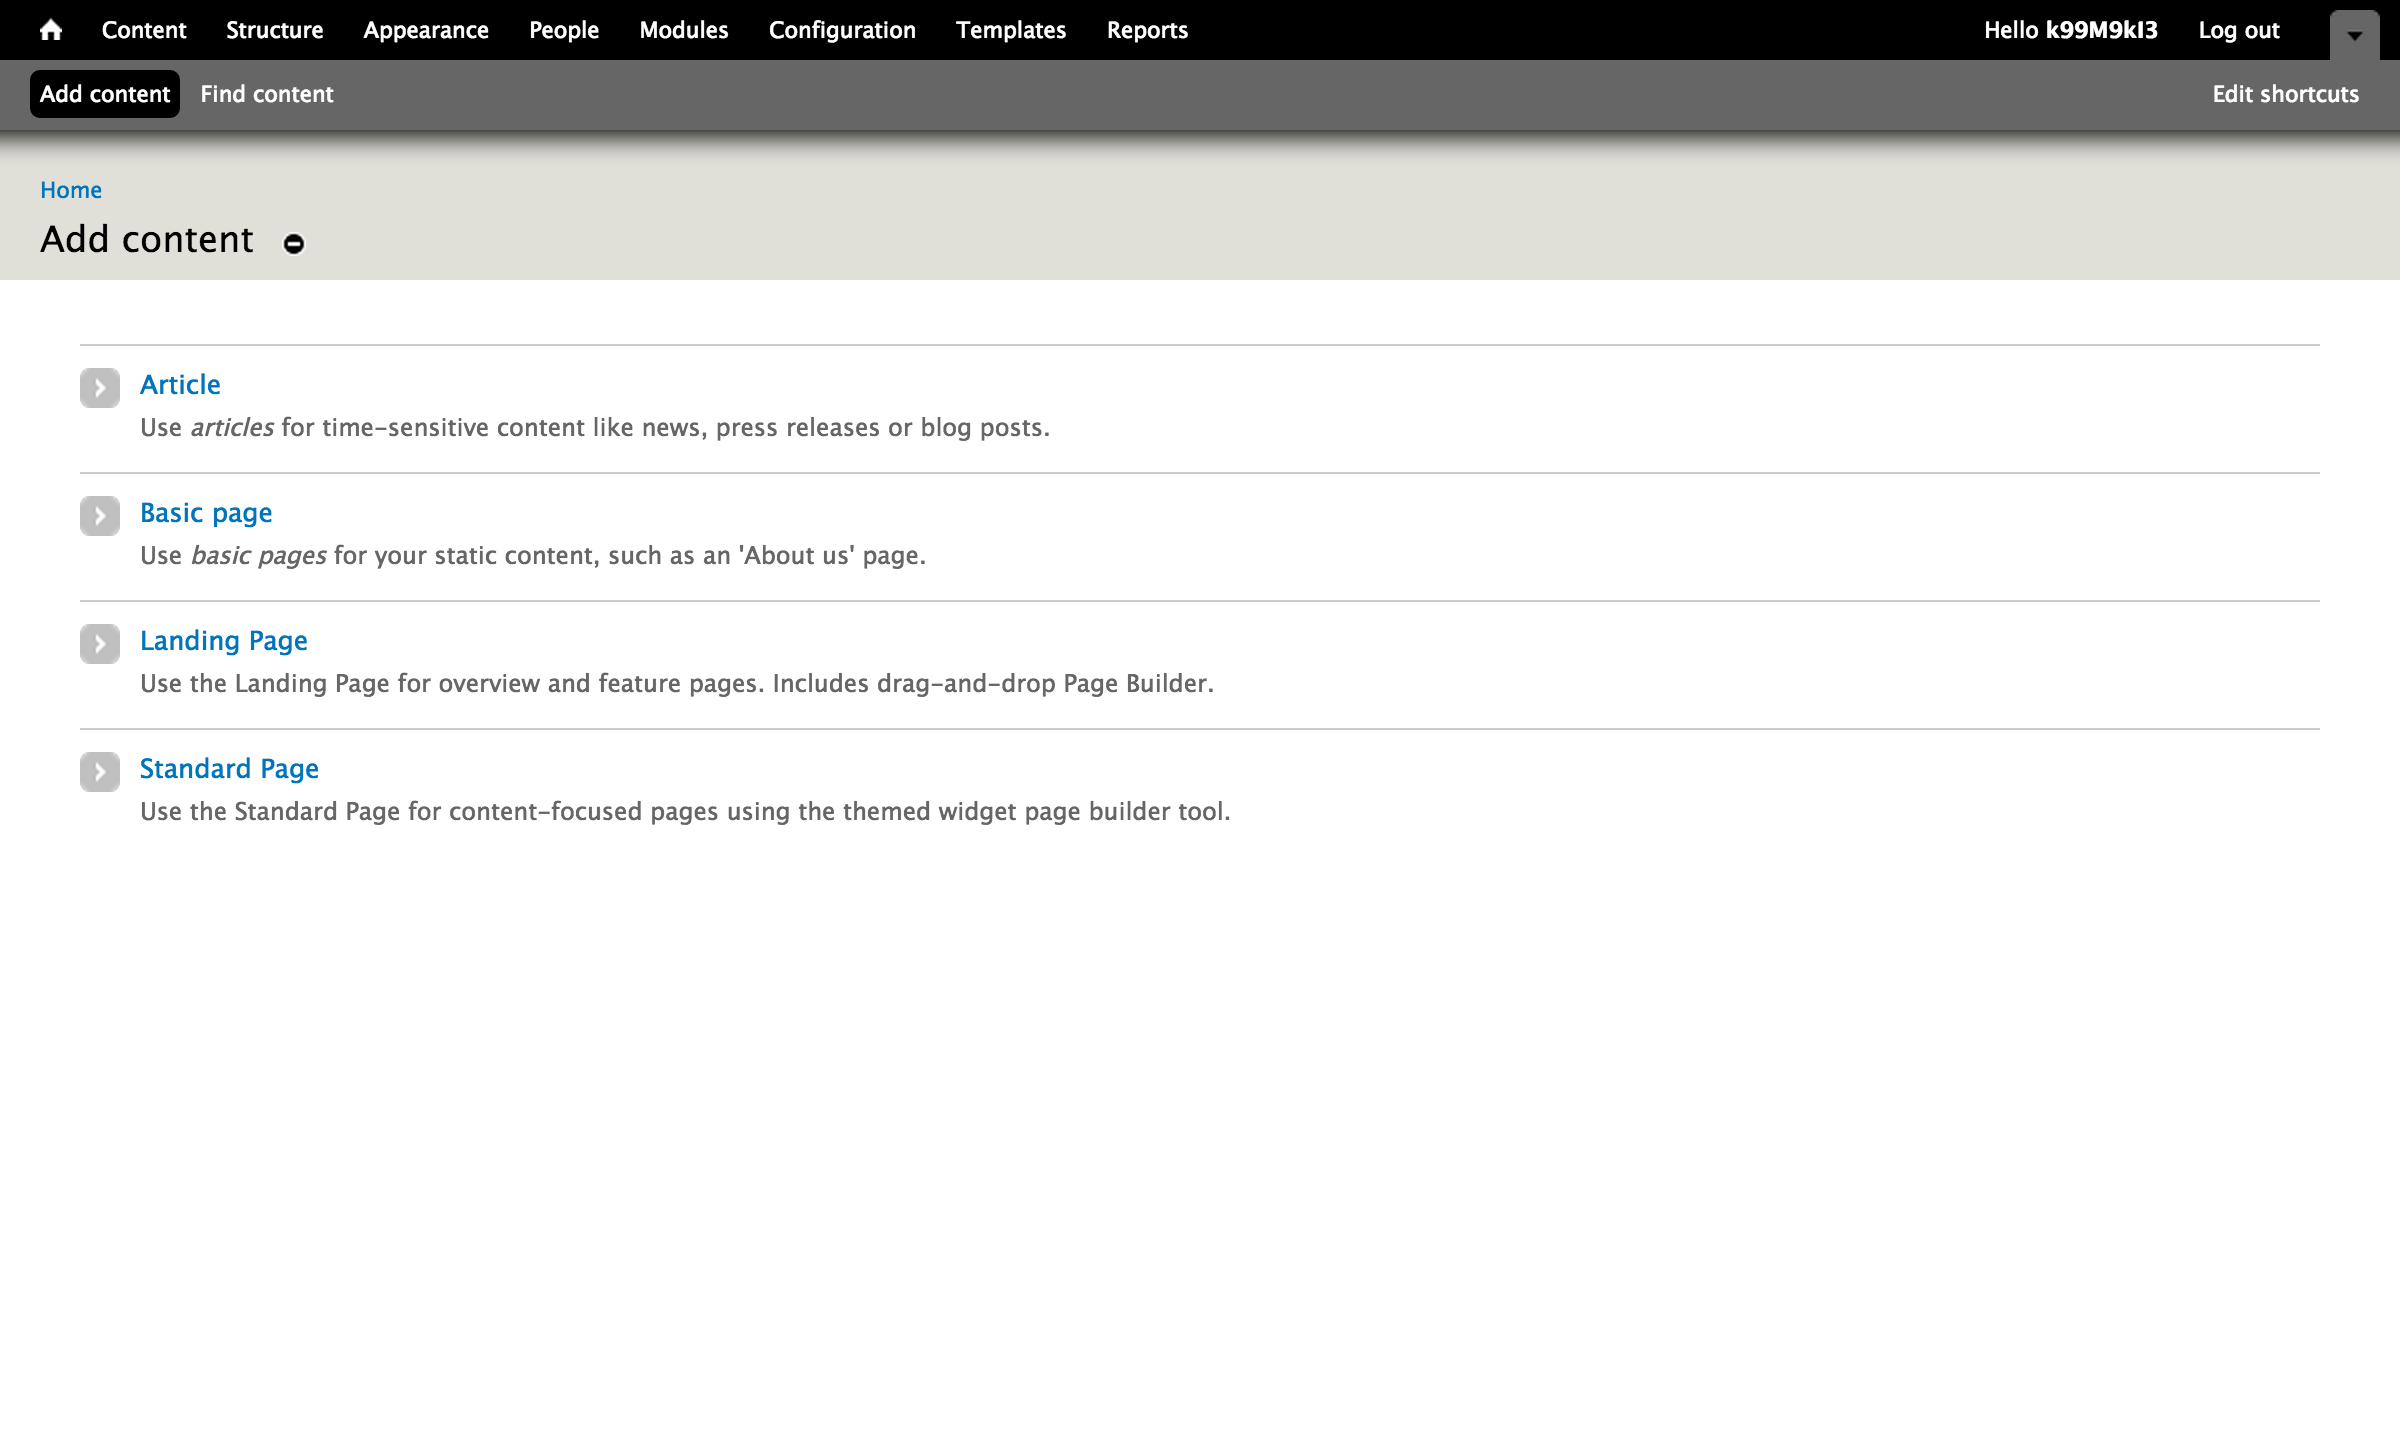 Content Structure Appearance People Modules Configuration Templates Reports Hello k99M9kI3 Log out
Add content Find content Edit shortcuts
Home
Add content
Article
Use articles for time-sensitive content like news, press releases or blog posts.
Basic page
Use basic pages for your static content, such as an 'About us' page.
Landing Page
Use the Landing Page for overview and feature pages. Includes drag-and-drop Page Builder.
Standard Page
Use the Standard Page for content-focused pages using the themed widget page builder tool.